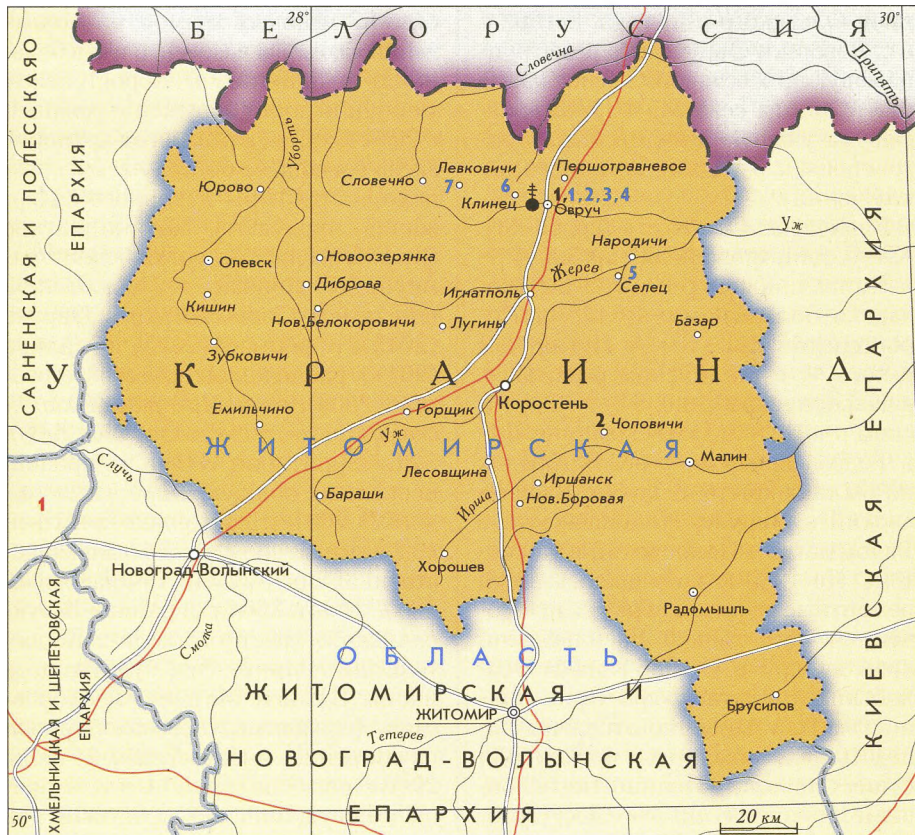 28°
30°
БЕЛОРУССИЯ
Словечна
Припять
САРНЕНСКАЯ И ПОЛЕССКАЯО
ЕПАРХИЯ
Уборть
Юрово
Словечно
Левковичи
7
6
Клинец
Першотравневое
1, 1, 2, 3, 4
Овруч
Народичи
Уж
Олевск
Новоозерянка
Жерев
5
Селец
Кишин
Диброва
Игнатполь
Нов.Белокоровичи
Лугины
Базар
Зубковичи
УКРАИНА
Коростень
Емильчино
Горщик
Уж
2 Чоповичи
ЖИТОМИРСКАЯ
Случь
Лесовщина
Малин
1
Бараши
Ирша
Иршанск
Нов.Боровая
Новоград-Волынский
Хорошев
Радомышль
КИЕВСКАЯ ЕПАРХИЯ
Смолка
ОБЛАСТЬ
ХМЕЛЬНИЦКАЯ И ШЕПЕТОВСКАЯ
ЕПАРХИЯ
ЖИТОМИРСКАЯ И
ЖИТОМИР
Брусилов
Тетерев
НОВОГРАД-ВОЛЫНСКАЯ
ЕПАРХИЯ
50°
20 км